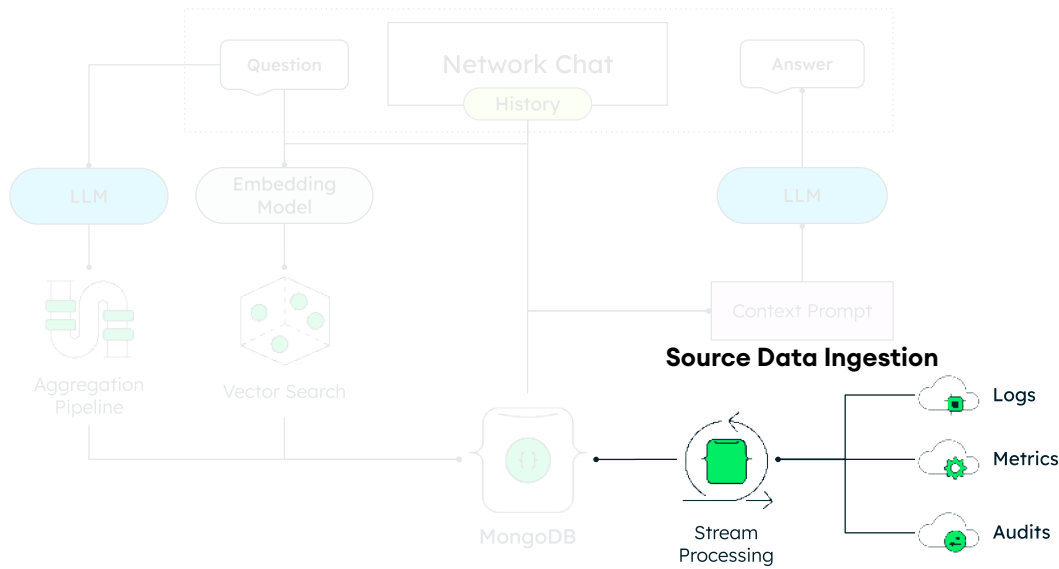 Question
Network Chat
History
Answer
LLM
Embedding
Model
LLM
Context Prompt
Aggregation
Pipeline
Vector Search
Source Data Ingestion
Logs
Metrics
Audits
{ }
MongoDB
Stream
Processing